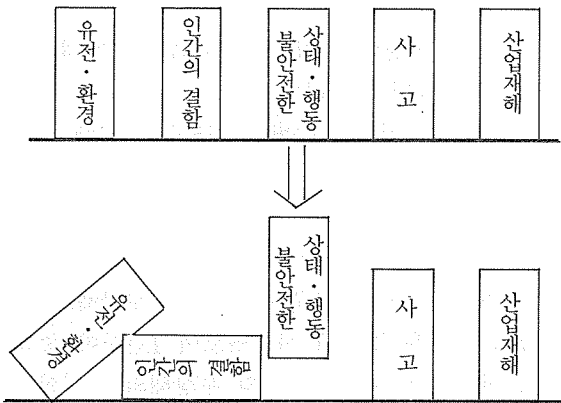 유전·환경
인간의 결함
불안전한
상태·행동
사고
산업재해
불안전한
상태·행동
유전·환경
인간의 결함
사고
산업재해